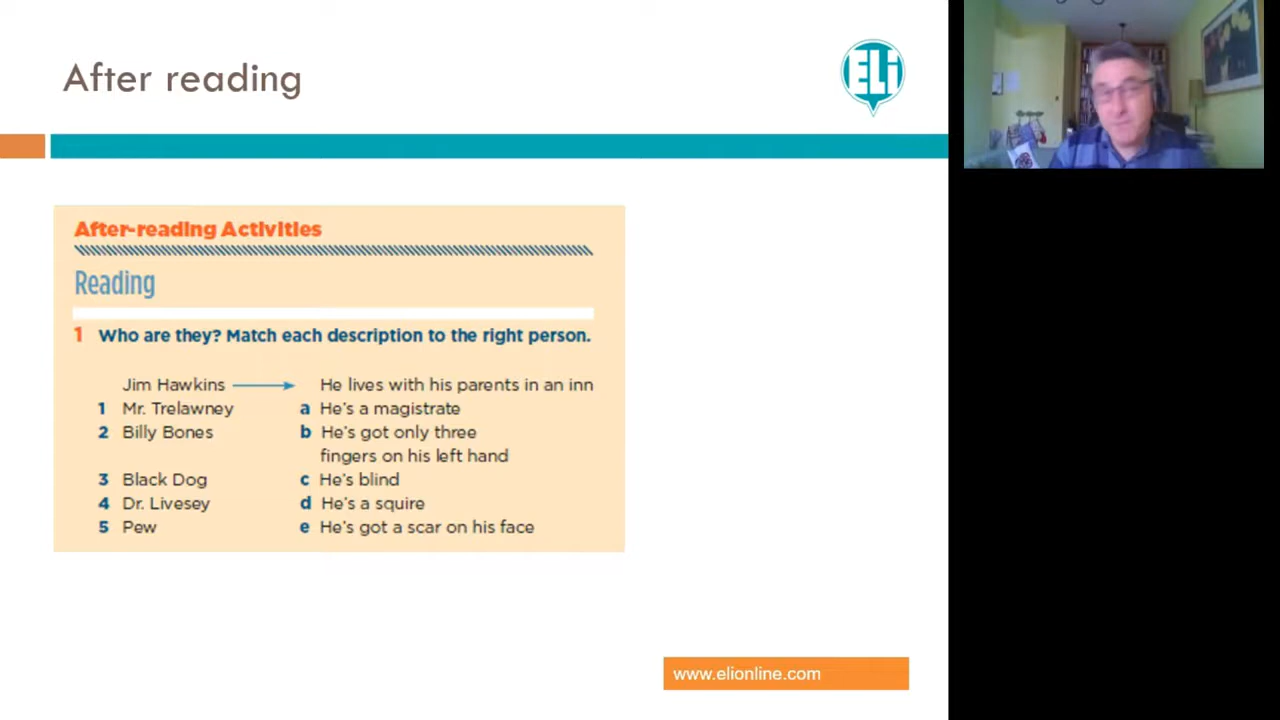 After reading
ELi
After-reading Activities
Reading
1 Who are they? Match each description to the right person.
Jim Hawkins He lives with his parents in an inn
1 Mr. Trelawney a He's a magistrate
2 Billy Bones b He's got only three
fingers on his left hand
3 Black Dog c He's blind
4 Dr. Livesey d He's a squire
5 Pew e He's got a scar on his face
www.elionline.com